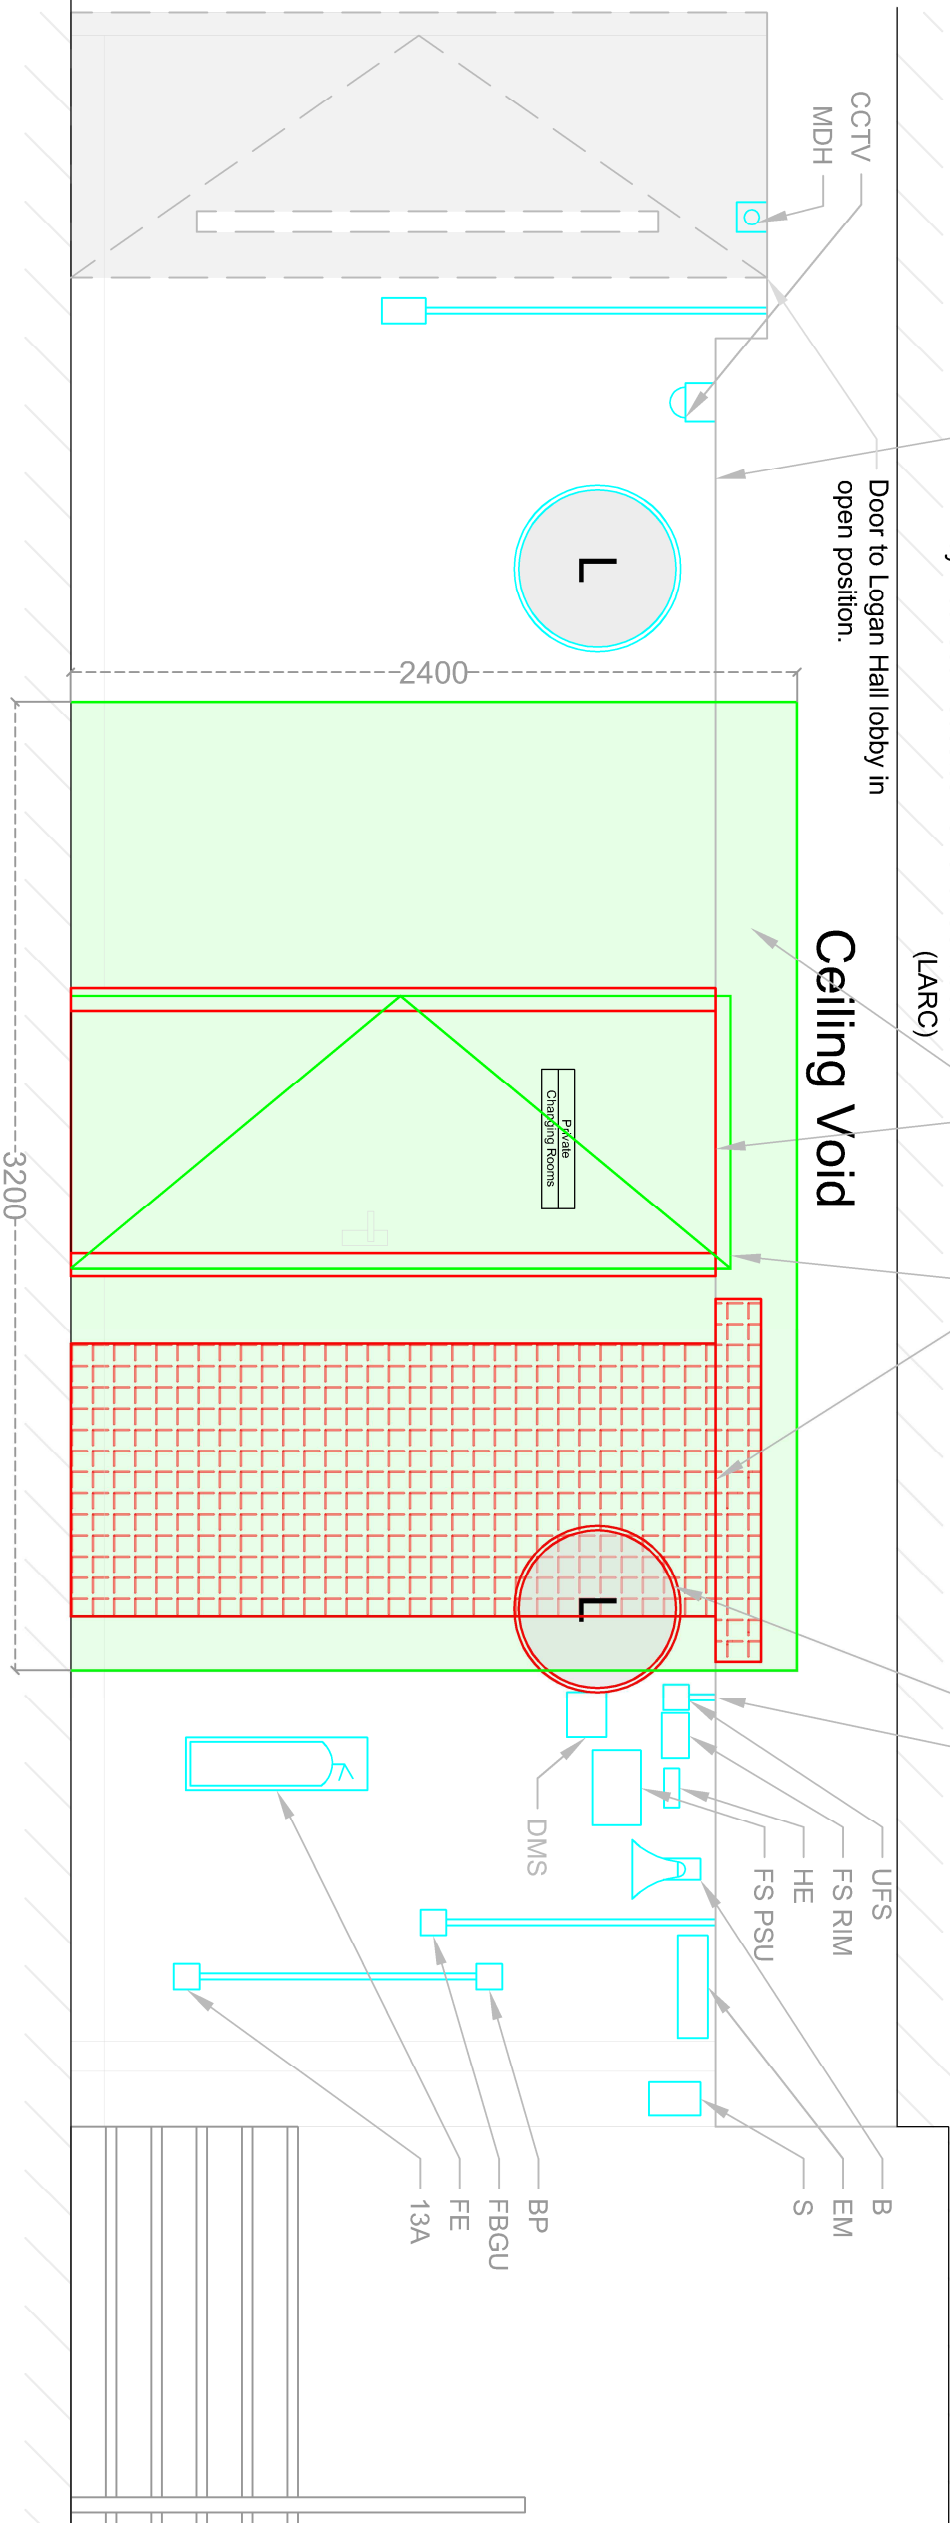 CCTV
MDH
Door to Logan Hall lobby in
open position.
(LARC)
Ceiling Void
L
2400
3200
Private
Changing Rooms
L
UFS
FS RIM
HE
FS PSU
DMS
B
EM
S
BP
FBGU
FE
13A